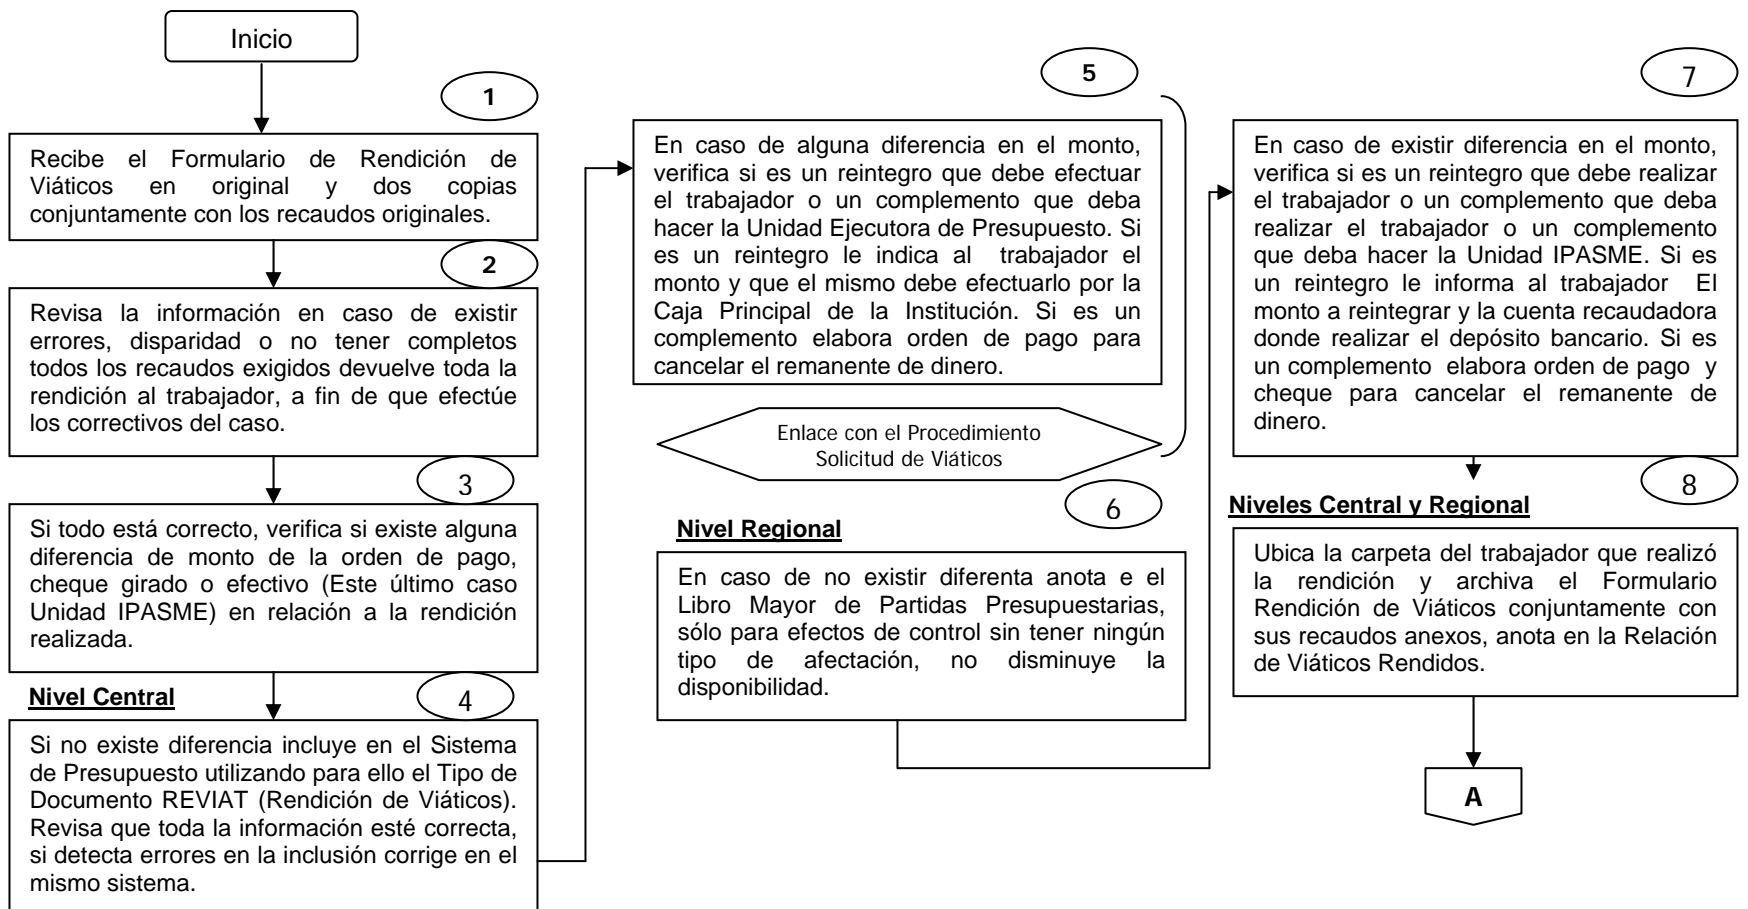 Inicio
1
Recibe el Formulario de Rendición de
Viáticos en original y dos copias
conjuntamente con los recaudos originales.
2
Revisa la información en caso de existir
errores, disparidad o no tener completos
todos los recaudos exigidos devuelve toda la
rendición al trabajador, a fin de que efectúe
los correctivos del caso.
3
Si todo está correcto, verifica si existe alguna
diferencia de monto de la orden de pago,
cheque girado o efectivo (Este último caso
Unidad IPASME) en relación a la rendición
realizada.
Nivel Central
4
Si no existe diferencia incluye en el Sistema
de Presupuesto utilizando para ello el Tipo de
Documento REVIAT (Rendición de Viáticos).
Revisa que toda la información esté correcta,
si detecta errores en la inclusión corrige en el
mismo sistema.
5
En caso de alguna diferencia en el monto,
verifica si es un reintegro que debe efectuar
el trabajador o un complemento que deba
hacer la Unidad Ejecutora de Presupuesto. Si
es un reintegro le indica al trabajador el
monto y que el mismo debe efectuarlo por la
Caja Principal de la Institución. Si es un
complemento elabora orden de pago para
cancelar el remanente de dinero.
Enlace con el Procedimiento
Solicitud de Viáticos
6
Nivel Regional
En caso de no existir diferenta anota e el
Libro Mayor de Partidas Presupuestarias,
sólo para efectos de control sin tener ningún
tipo de afectación, no disminuye la
disponibilidad.
7
En caso de existir diferencia en el monto,
verifica si es un reintegro que debe realizar
el trabajador o un complemento que deba
realizar el trabajador o un complemento
que deba hacer la Unidad IPASME. Si es
un reintegro le informa al trabajador El
monto a reintegrar y la cuenta recaudadora
donde realizar el depósito bancario. Si es
un complemento elabora orden de pago y
cheque para cancelar el remanente de
dinero.
8
Niveles Central y Regional
Ubica la carpeta del trabajador que realizó
la rendición y archiva el Formulario
Rendición de Viáticos conjuntamente con
sus recaudos anexos, anota en la Relación
de Viáticos Rendidos.
A